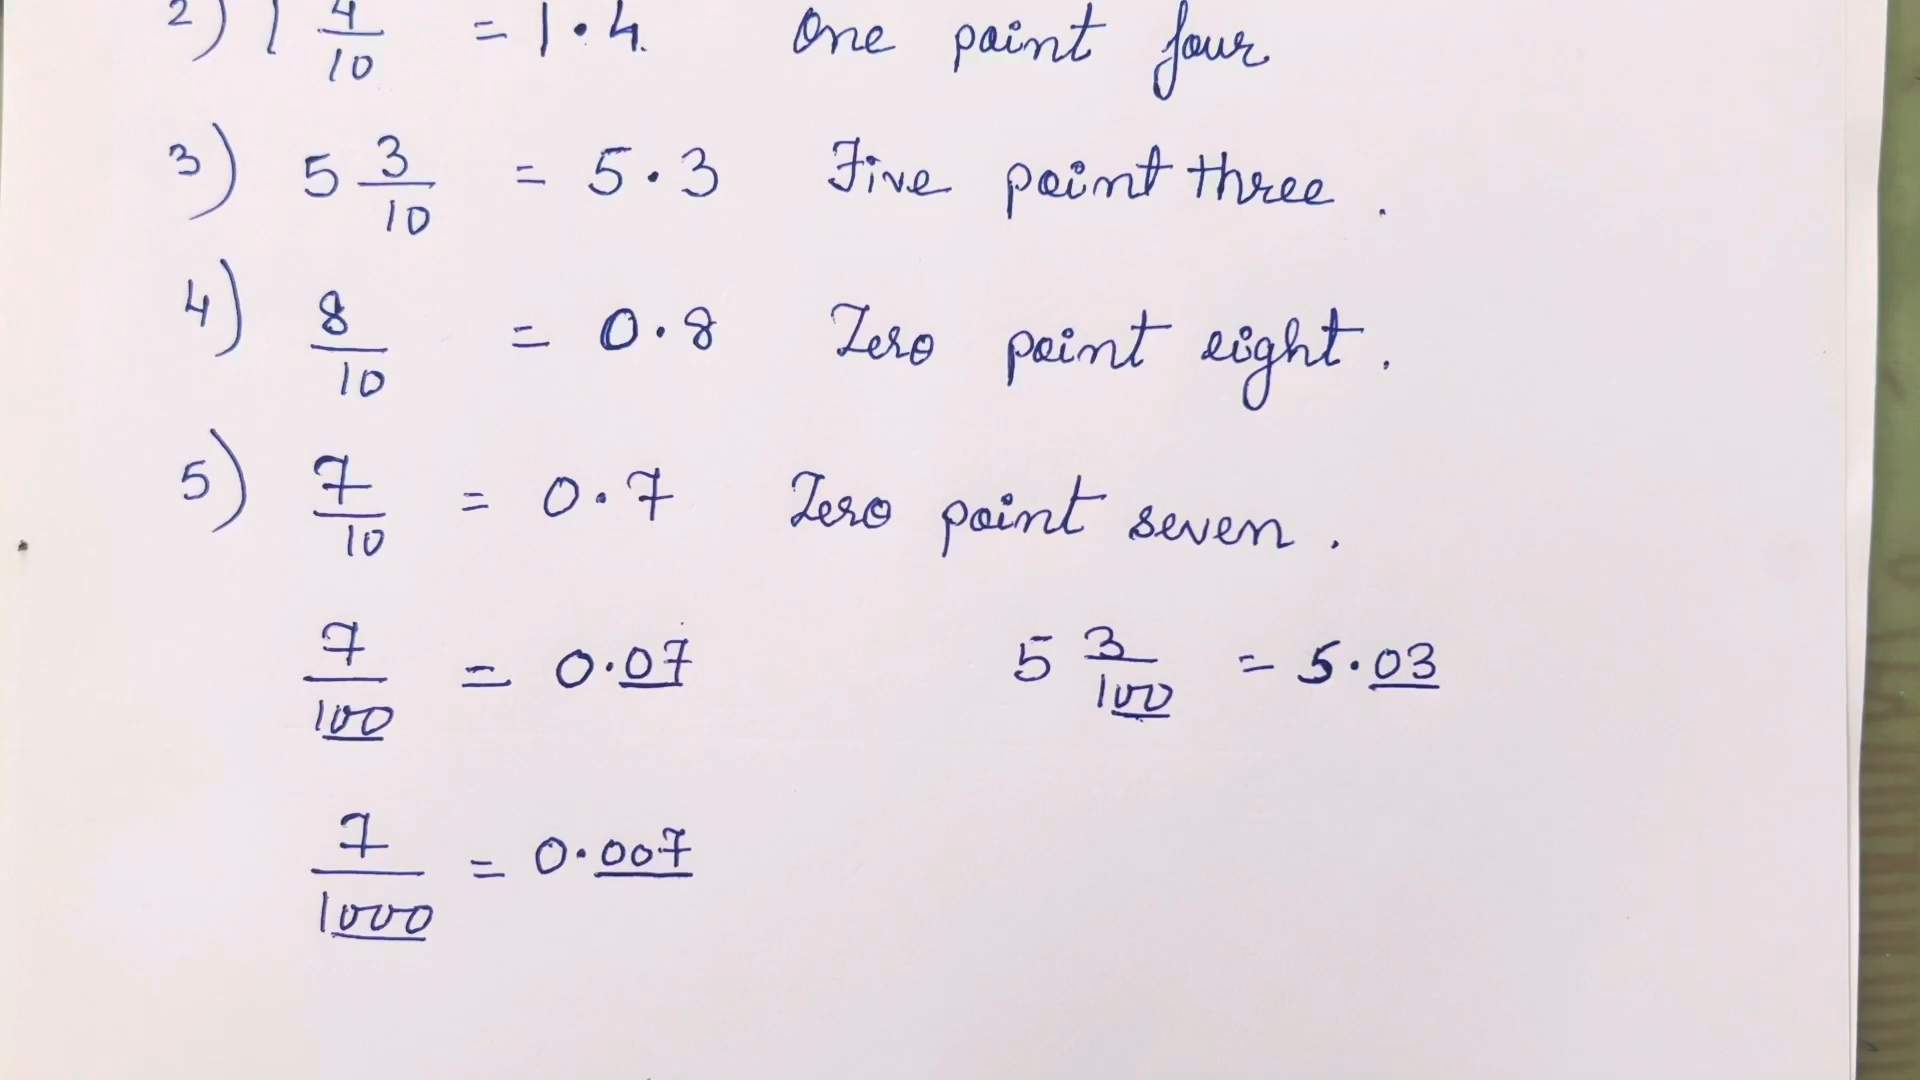 2) 1 4/10 = 1.4 One point four
3) 5 3/10 = 5.3 Five point three.
4) 8/10 = 0.8 Zero point eight.
5) 7/10 = 0.7 Zero point seven.
7/100 = 0.07 5 3/100 = 5.03
7/1000 = 0.007